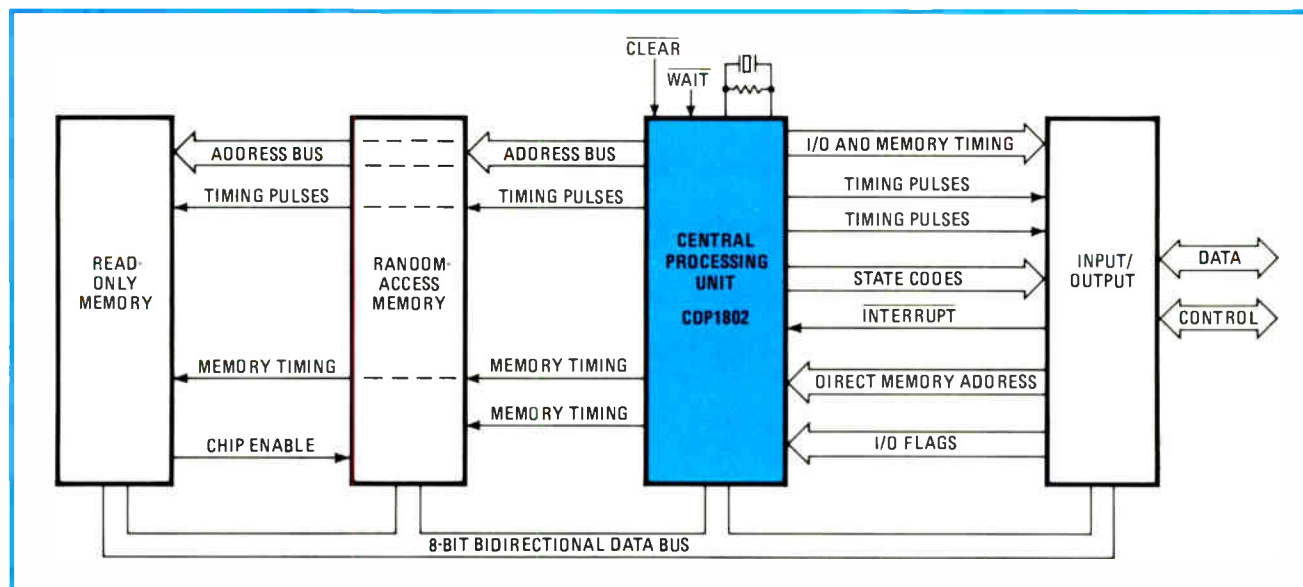 CLEAR
WAIT
ADDRESS BUS
ADDRESS BUS
I/O AND MEMORY TIMING
TIMING PULSES
TIMING PULSES
TIMING PULSES
TIMING PULSES
READ-
ONLY
MEMORY
RANDOM-
ACCESS
MEMORY
CENTRAL
PROCESSING
UNIT
CDP1802
STATE CODES
INPUT/
OUTPUT
DATA
CONTROL
INTERRUPT
MEMORY TIMING
MEMORY TIMING
DIRECT MEMORY ADDRESS
MEMORY TIMING
CHIP ENABLE
I/O FLAGS
8-BIT BIDIRECTIONAL DATA BUS